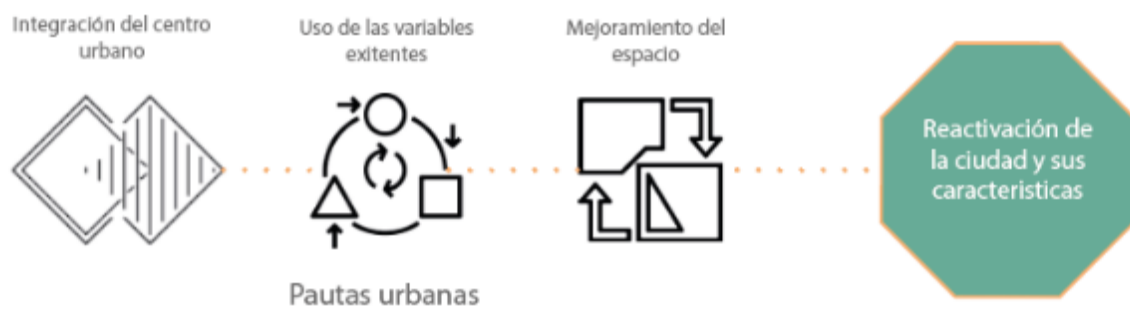 Integración del centro
urbano
Uso de las variables
exitentes
Mejoramiento del
espacio
Reactivación de
la ciudad y sus
caracteristicas
Pautas urbanas